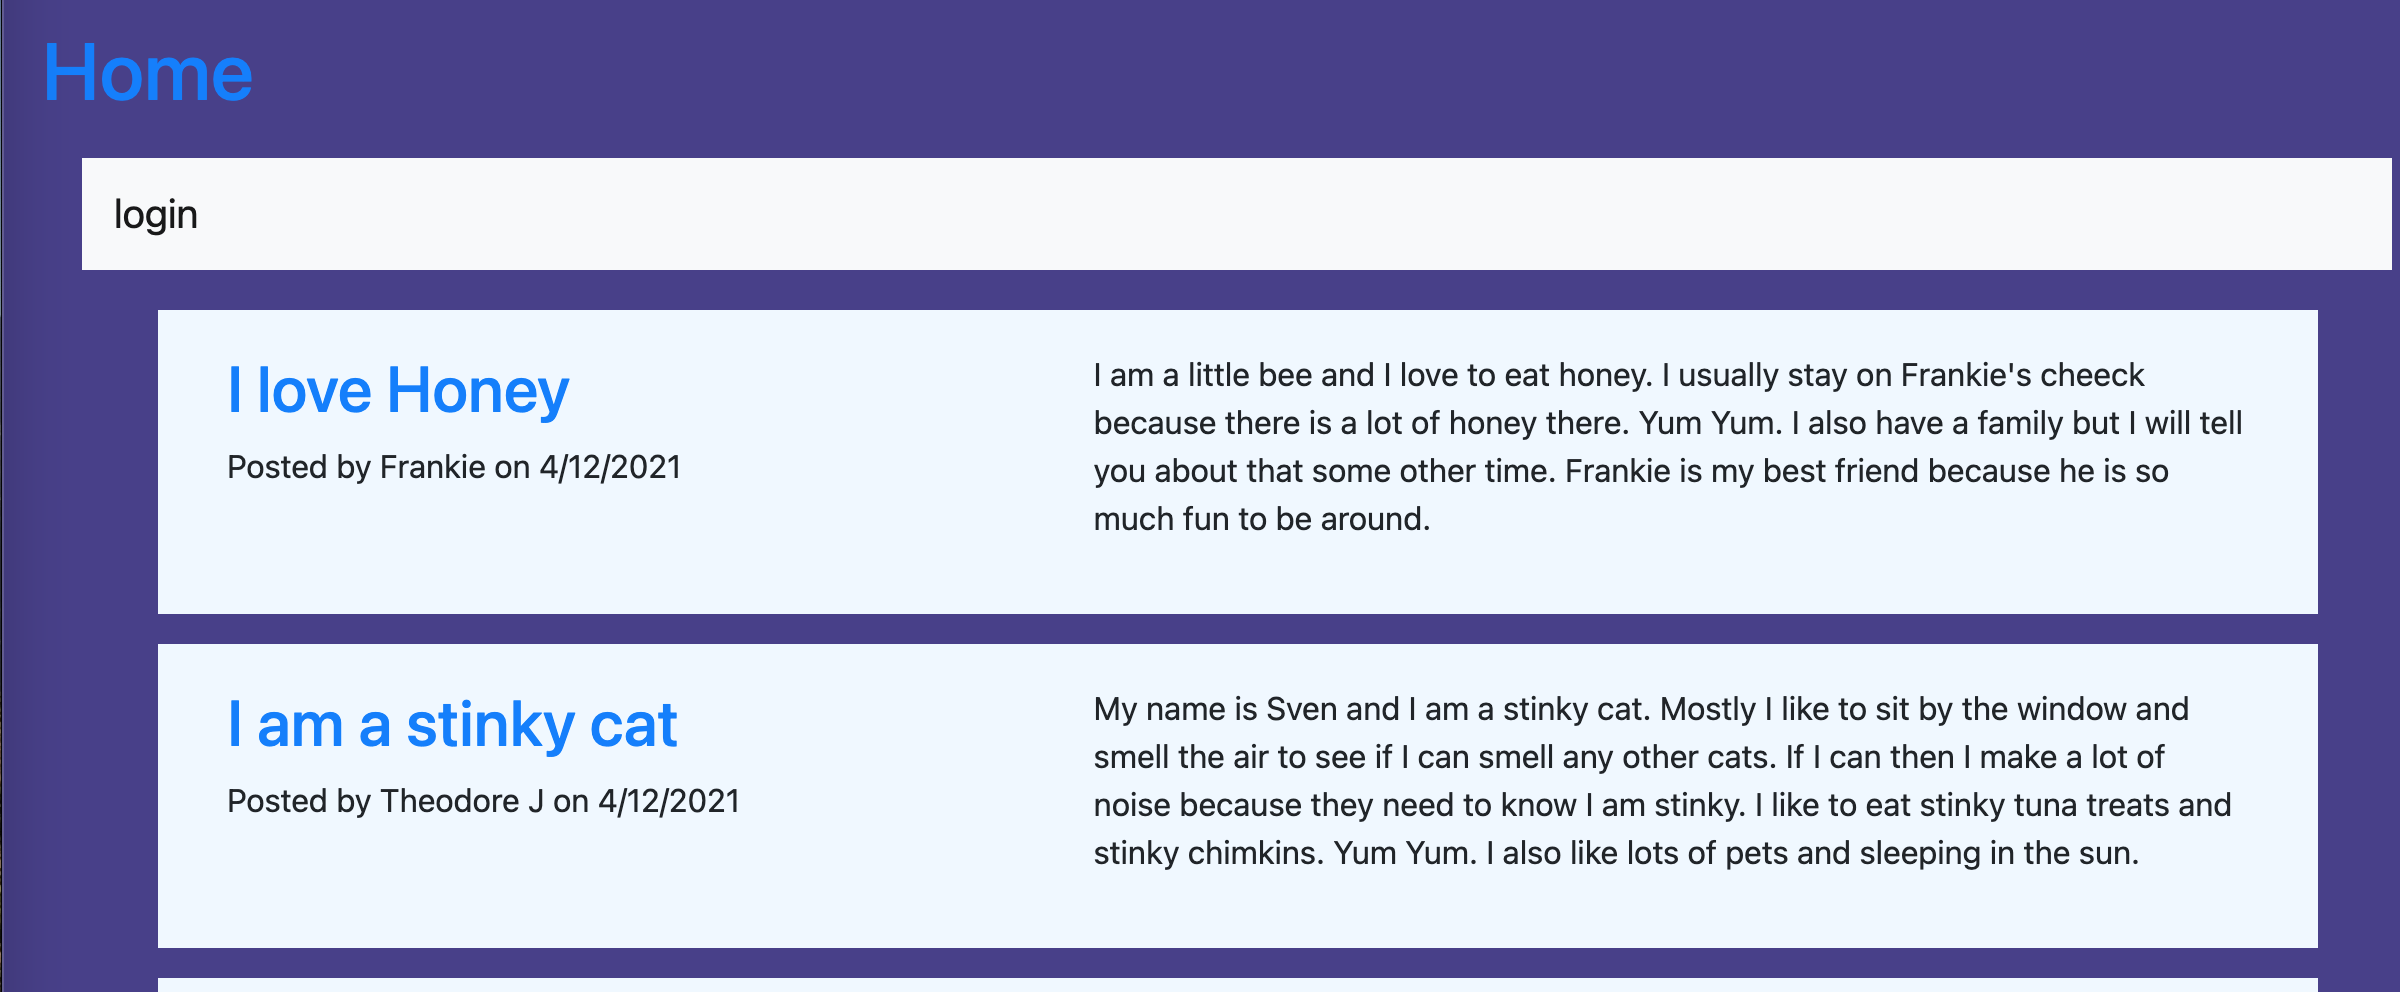 Home
login
I love Honey
Posted by Frankie on 4/12/2021
I am a little bee and I love to eat honey. I usually stay on Frankie's cheeck
because there is a lot of honey there. Yum Yum. I also have a family but I will tell
you about that some other time. Frankie is my best friend because he is so
much fun to be around.
I am a stinky cat
Posted by Theodore J on 4/12/2021
My name is Sven and I am a stinky cat. Mostly I like to sit by the window and
smell the air to see if I can smell any other cats. If I can then I make a lot of
noise because they need to know I am stinky. I like to eat stinky tuna treats and
stinky chimkins. Yum Yum. I also like lots of pets and sleeping in the sun.